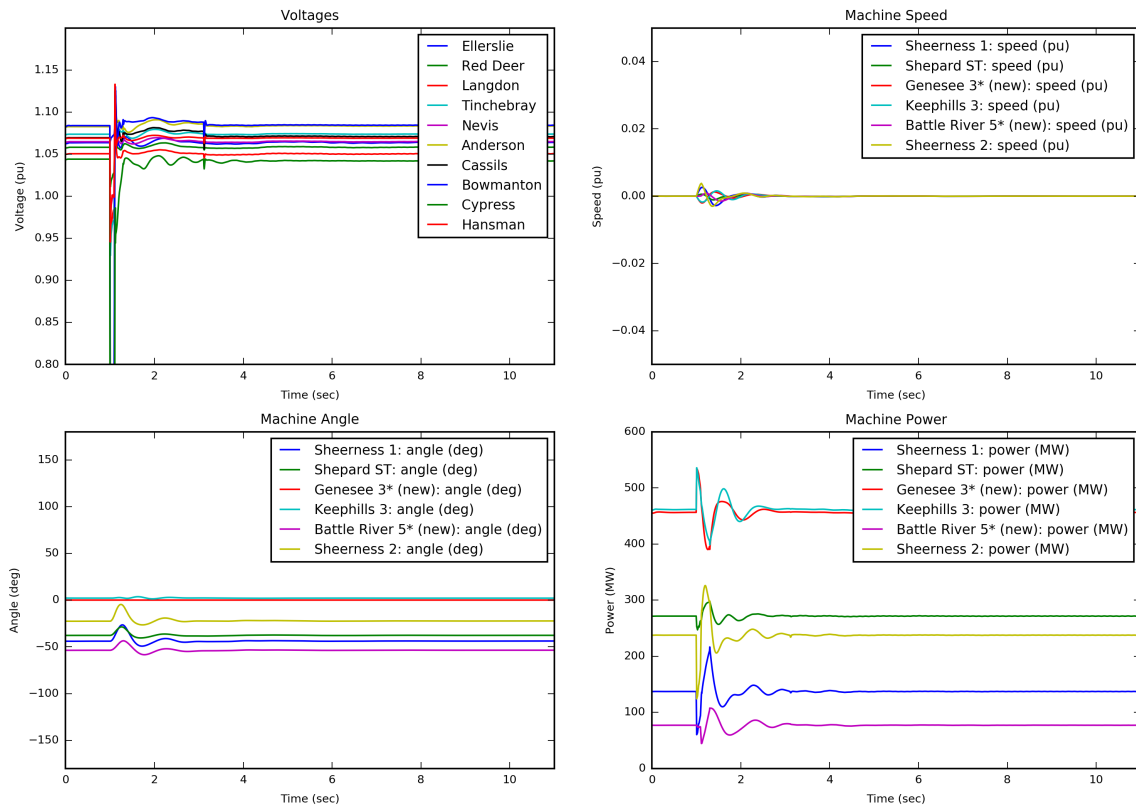 Voltages
Voltage (pu)
1.15
1.10
1.05
1.00
0.95
0.90
0.85
0.80
0 2 4 6 8 10
Time (sec)
Ellerslie
Red Deer
Langdon
Tinchebray
Nevis
Anderson
Cassils
Bowmanton
Cypress
Hansman
Machine Speed
Speed (pu)
0.04
0.02
0.00
−0.02
−0.04
0 2 4 6 8 10
Time (sec)
Sheerness 1: speed (pu)
Shepard ST: speed (pu)
Genesee 3* (new): speed (pu)
Keephills 3: speed (pu)
Battle River 5* (new): speed (pu)
Sheerness 2: speed (pu)
Machine Angle
Angle (deg)
150
100
50
0
−50
−100
−150
0 2 4 6 8 10
Time (sec)
Sheerness 1: angle (deg)
Shepard ST: angle (deg)
Genesee 3* (new): angle (deg)
Keephills 3: angle (deg)
Battle River 5* (new): angle (deg)
Sheerness 2: angle (deg)
Machine Power
Power (MW)
600
500
400
300
200
100
0
0 2 4 6 8 10
Time (sec)
Sheerness 1: power (MW)
Shepard ST: power (MW)
Genesee 3* (new): power (MW)
Keephills 3: power (MW)
Battle River 5* (new): power (MW)
Sheerness 2: power (MW)